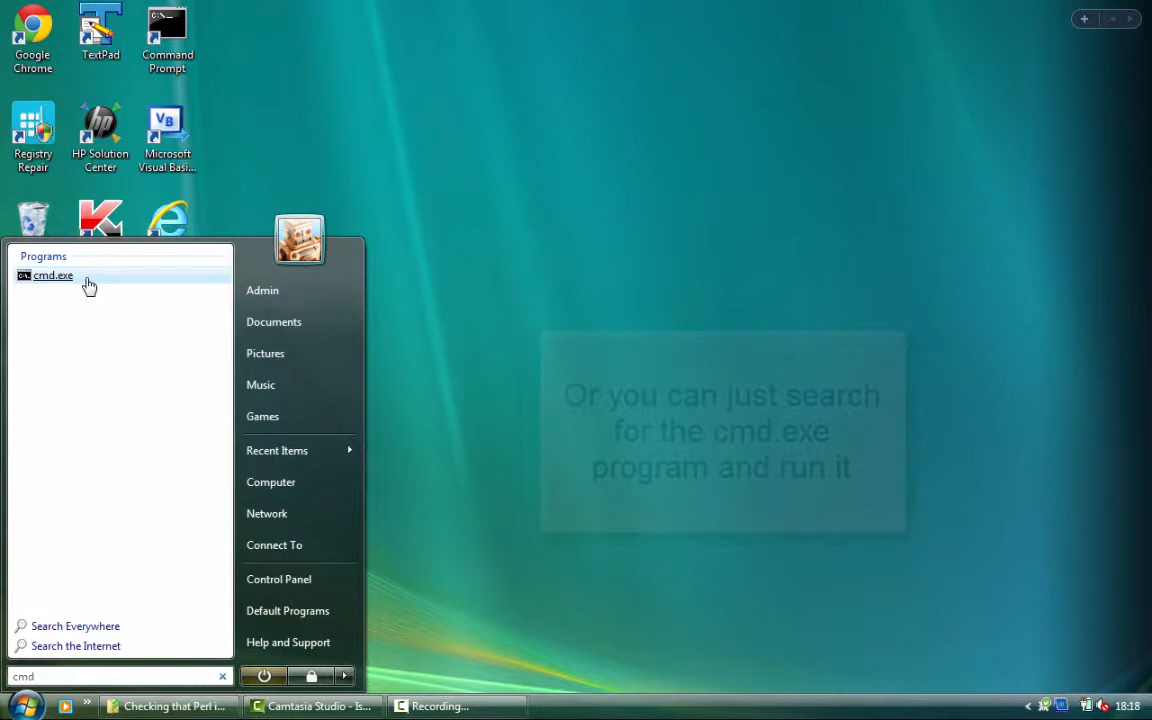 Google
Chrome
TextPad
Command
Prompt
Registry
Repair
HP Solution
Center
Microsoft
Visual Basi...
Programs
cmd.exe
Admin
Documents
Pictures
Music
Games
Recent Items
Computer
Network
Connect To
Control Panel
Default Programs
Help and Support
Or you can just search
for the cmd.exe
program and run it
Search Everywhere
Search the Internet
cmd
Checking that Perl i...
Camtasia Studio - Is...
Recording...
18:18